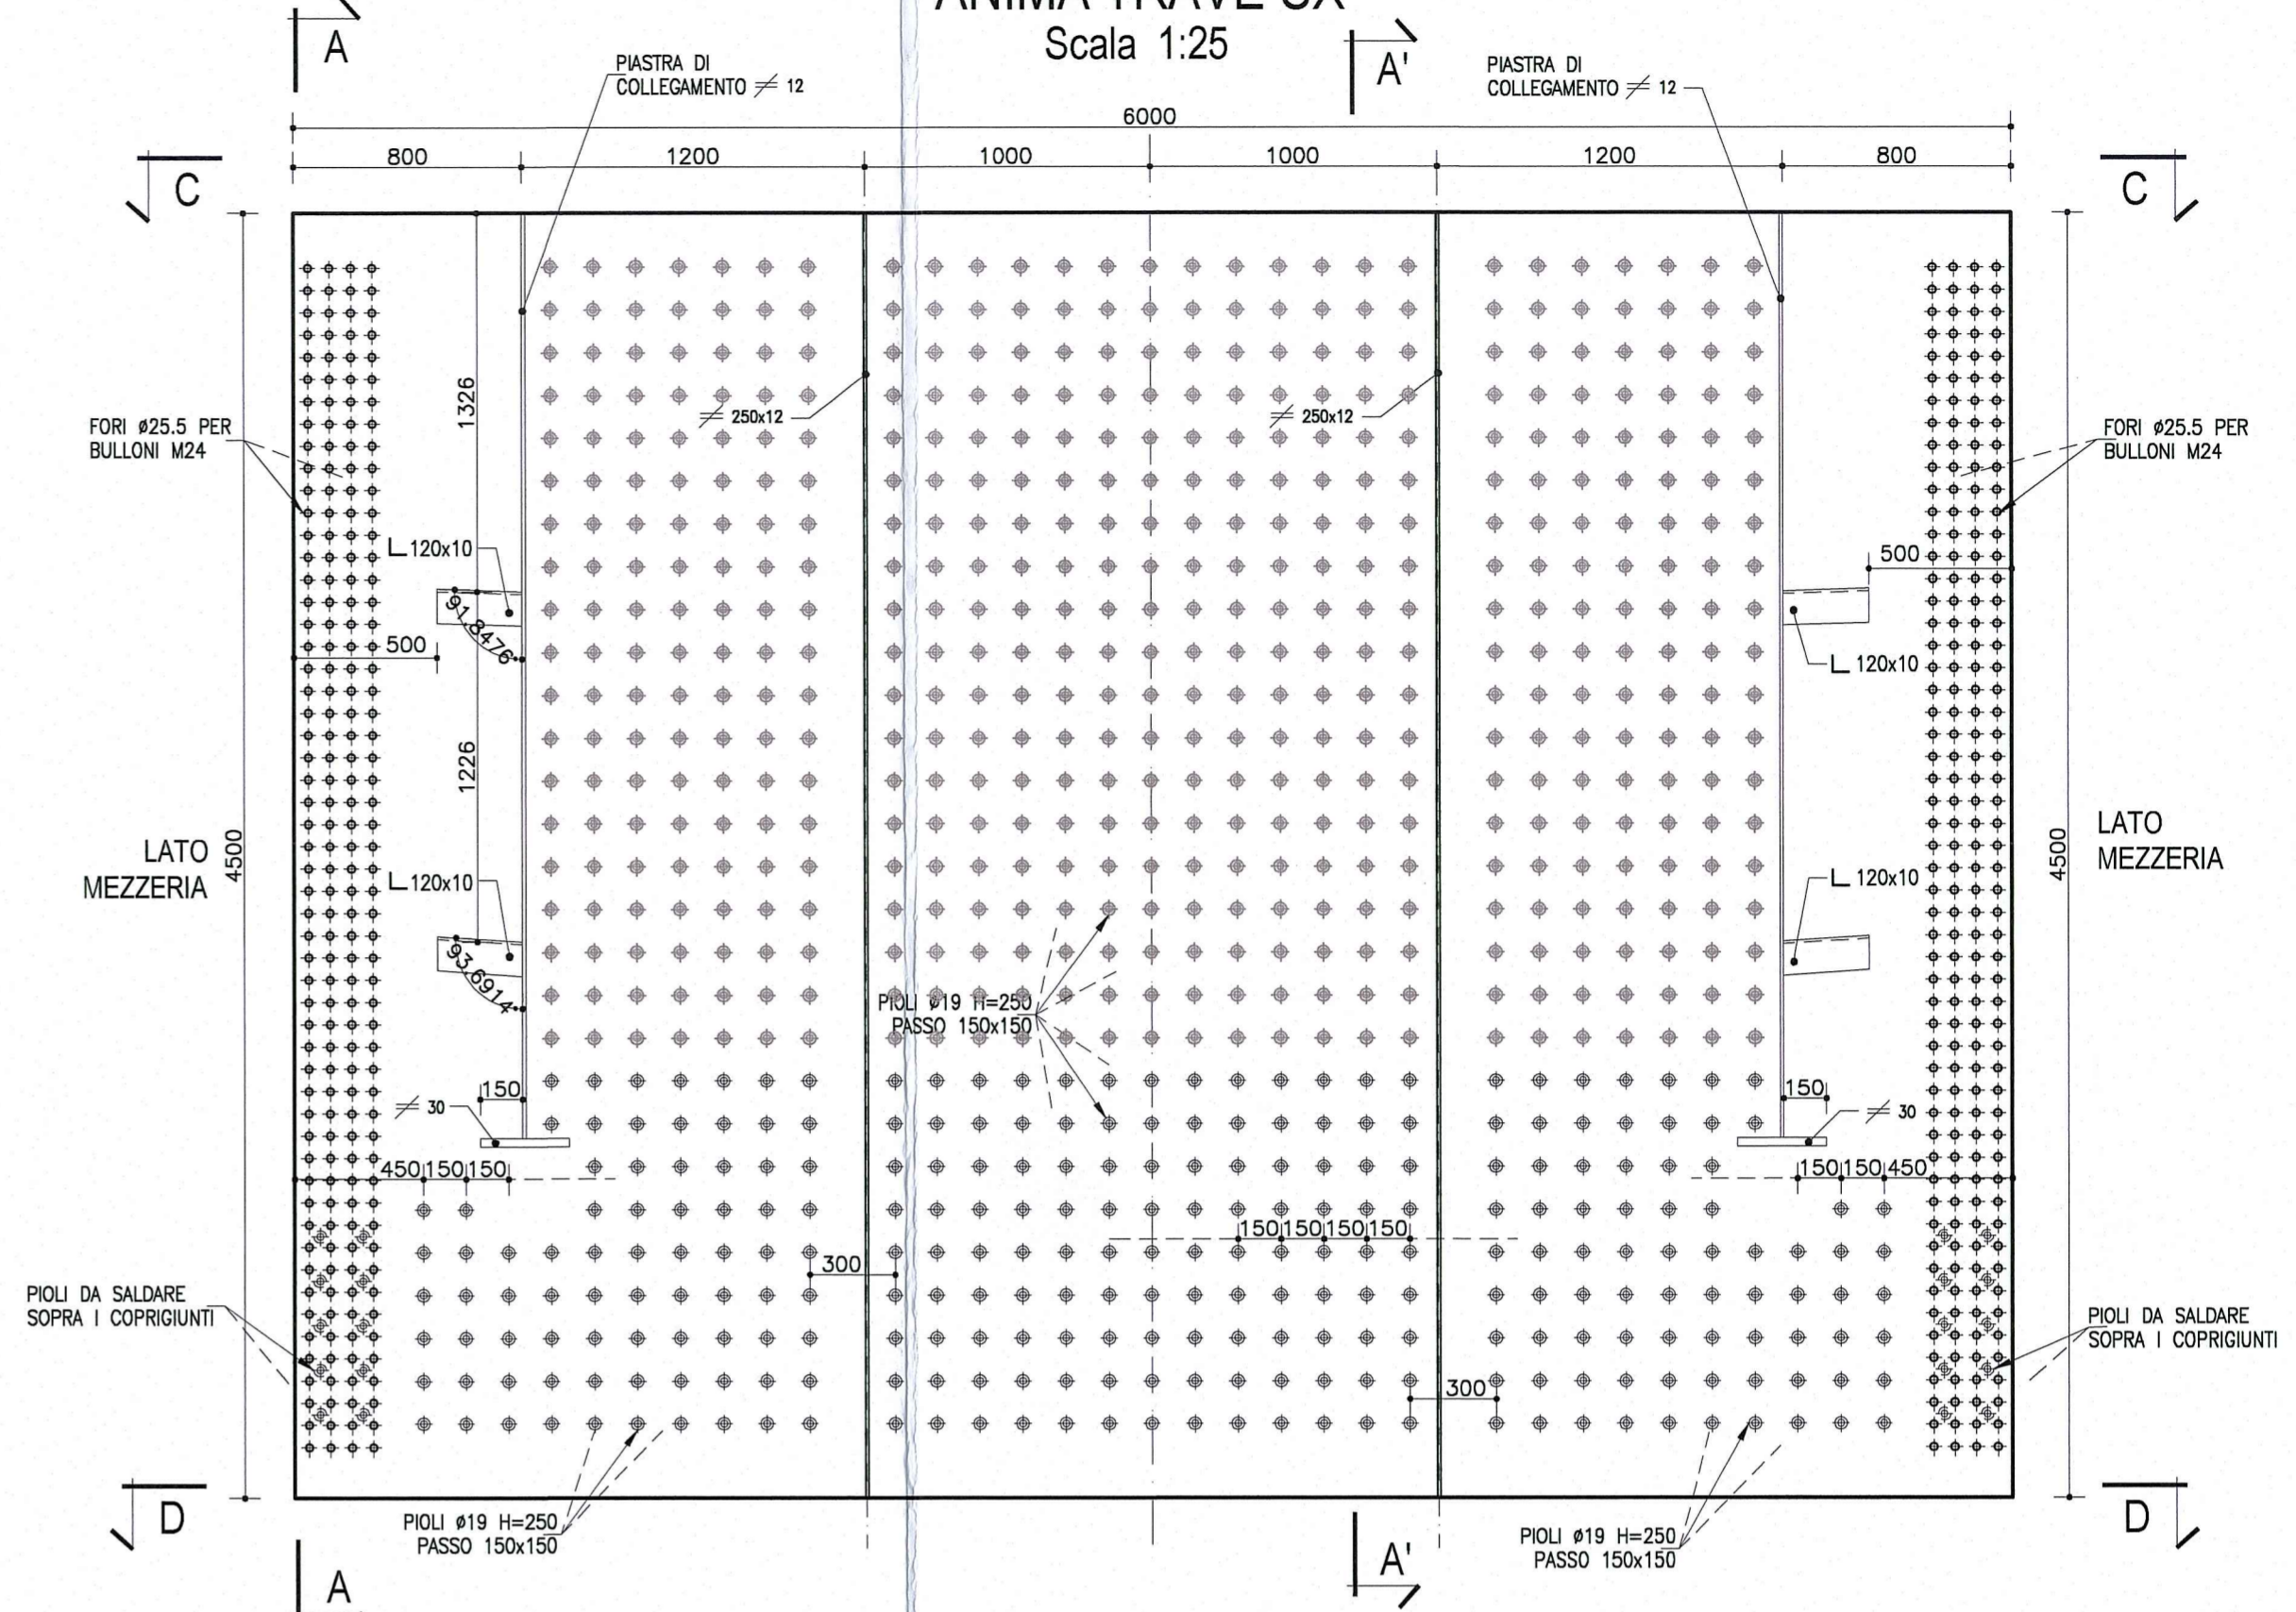 ANIMA TRAVE SX
Scala 1:25
A
A'
PIASTRA DI
COLLEGAMENTO ≠ 12
PIASTRA DI
COLLEGAMENTO ≠ 12
6000
800
1200
1000
1000
1200
800
C
C
1326
≠ 250x12
≠ 250x12
FORI ø25.5 PER
BULLONI M24
FORI ø25.5 PER
BULLONI M24
L 120x10
500
91.8476°
500
L 120x10
1226
4500
4500
LATO
MEZZERIA
LATO
MEZZERIA
L 120x10
L 120x10
93.6914°
PIOLI ø19 H=250
PASSO 150x150
150
≠ 30
150
≠ 30
450 150 150
150 150 450
150 150 150 150
300
PIOLI DA SALDARE
SOPRA I COPRIGIUNTI
PIOLI DA SALDARE
SOPRA I COPRIGIUNTI
300
D
D
PIOLI ø19 H=250
PASSO 150x150
PIOLI ø19 H=250
PASSO 150x150
A
A'